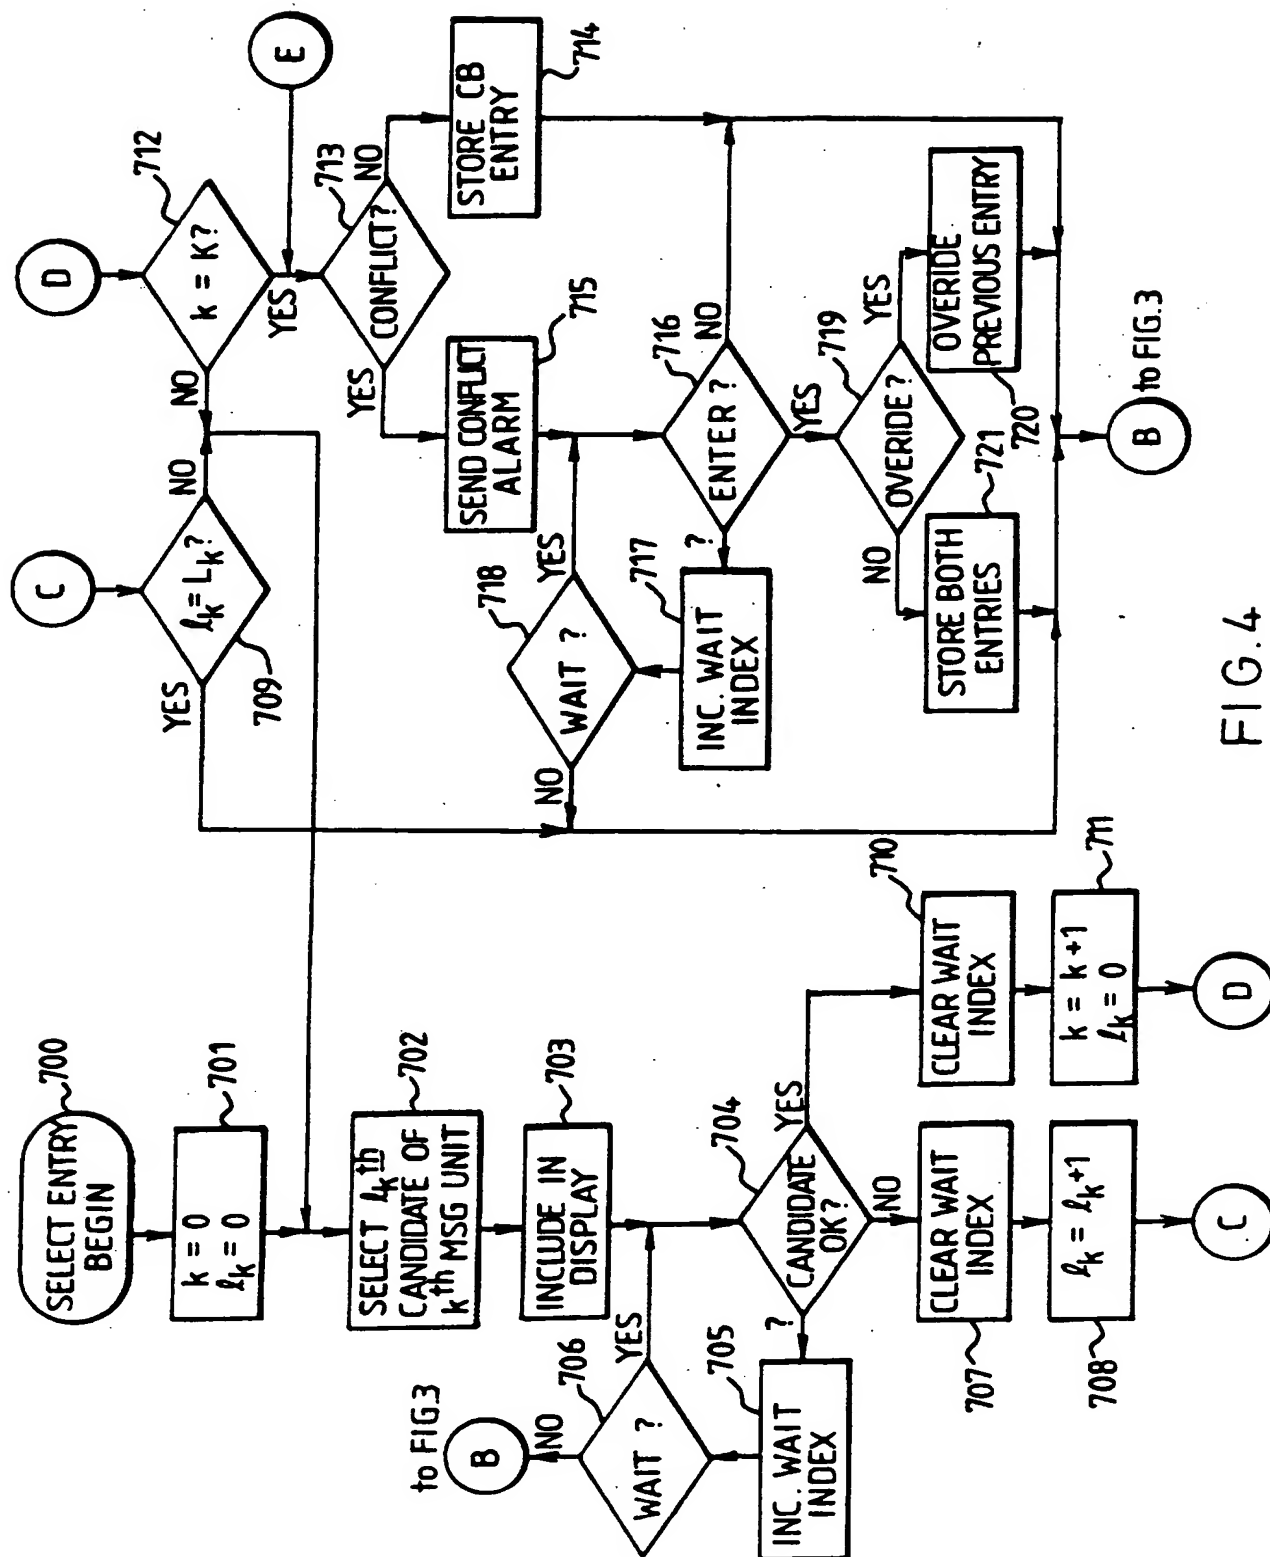 SELECT ENTRY
BEGIN
700
k = 0
ℓk = 0
701
SELECT ℓk th
CANDIDATE OF
kth MSG UNIT
702
INCLUDE IN
DISPLAY
703
CANDIDATE
OK?
704
YES
NO
?
INC. WAIT
INDEX
705
WAIT ?
706
YES
NO
B
to FIG.3
CLEAR WAIT
INDEX
707
ℓk = ℓk+1
708
C
CLEAR WAIT
INDEX
710
k = k+1
ℓk = 0
711
D
C
ℓk = Lk?
709
YES
NO
D
k = K?
712
NO
YES
E
CONFLICT?
713
NO
YES
STORE CB
ENTRY
714
SEND CONFLICT
ALARM
715
ENTER ?
716
NO
YES
?
INC. WAIT
INDEX
717
WAIT ?
718
YES
NO
OVERRIDE?
719
YES
NO
OVERRIDE
PREVIOUS ENTRY
720
STORE BOTH
ENTRIES
721
B
to FIG.3
FIG.4